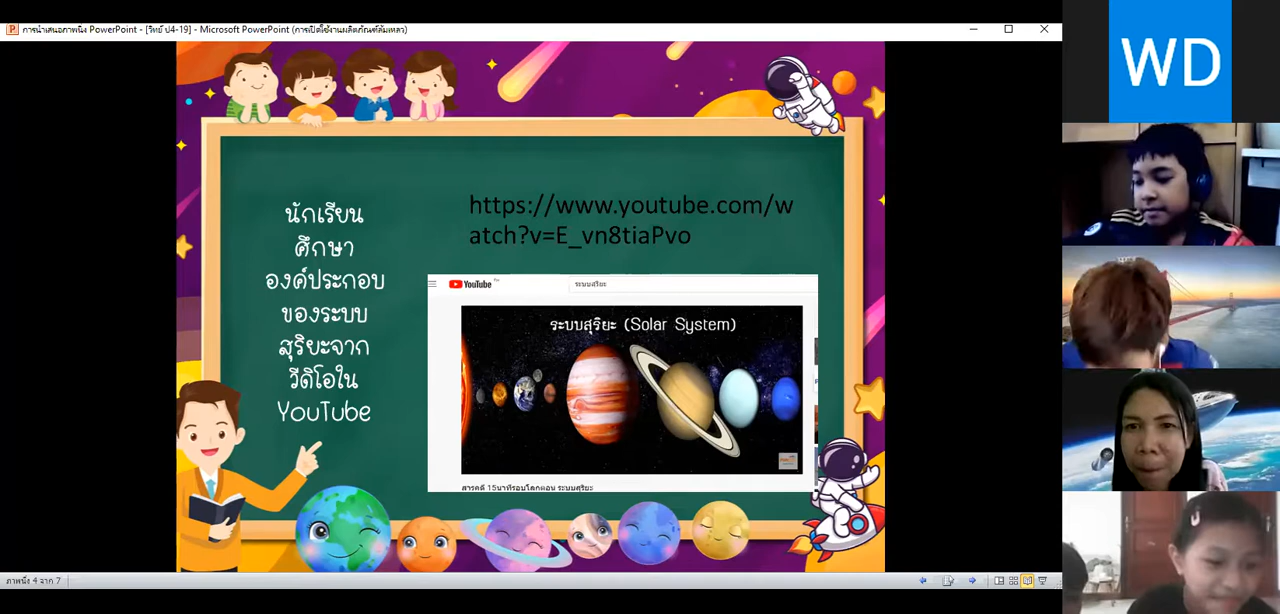 การนำเสนอภาพนิ่ง PowerPoint - [วิทย์ ป4-19] - Microsoft PowerPoint (การเปิดใช้งานผลิตภัณฑ์ล้มเหลว)
WD
นักเรียน
ศึกษา
องค์ประกอบ
ของระบบ
สุริยะจาก
วีดิโอใน
YouTube
https://www.youtube.com/w
atch?v=E_vn8tiaPvo
YouTube
ระบบสุริยะ
ระบบสุริยะ (Solar System)
สารคดี 15นาทีรอบโลกตอน ระบบสุริยะ
ภาพนิ่ง 4 จาก 7